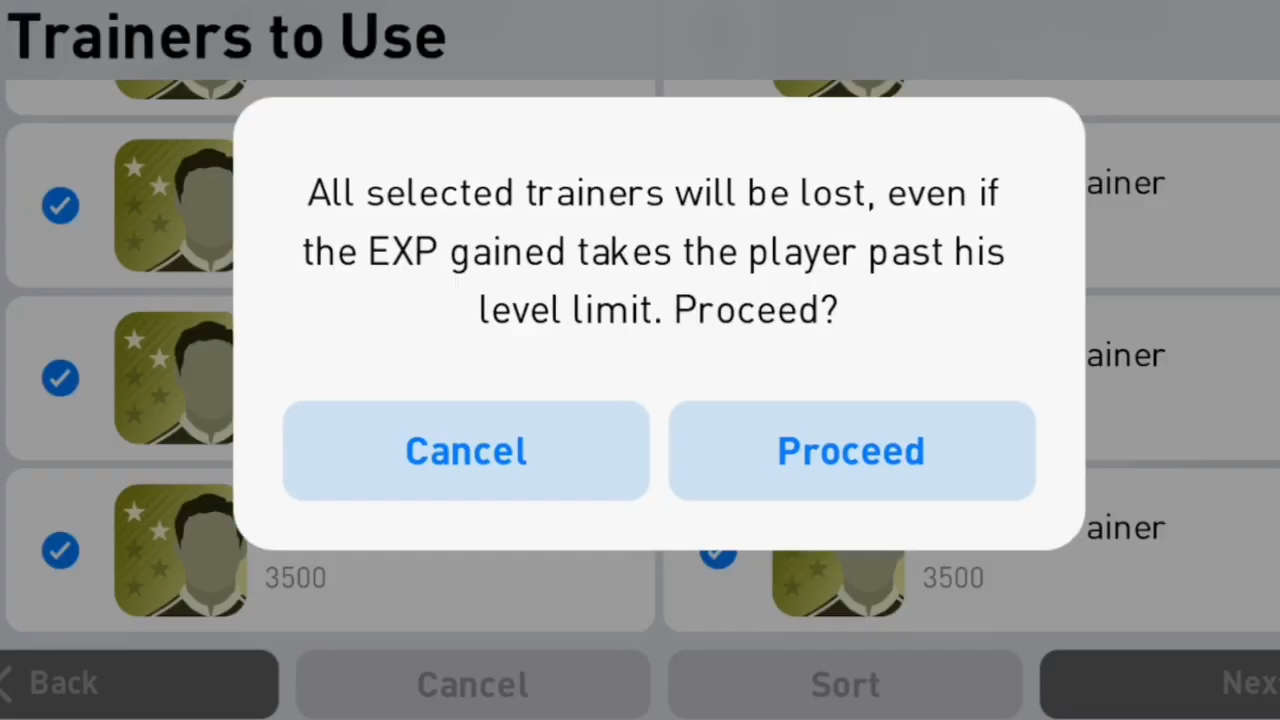 Trainers to Use
All selected trainers will be lost, even if
the EXP gained takes the player past his
level limit. Proceed?
ainer
ainer
ainer
Cancel
Proceed
3500
3500
Back
Cancel
Sort
Nex